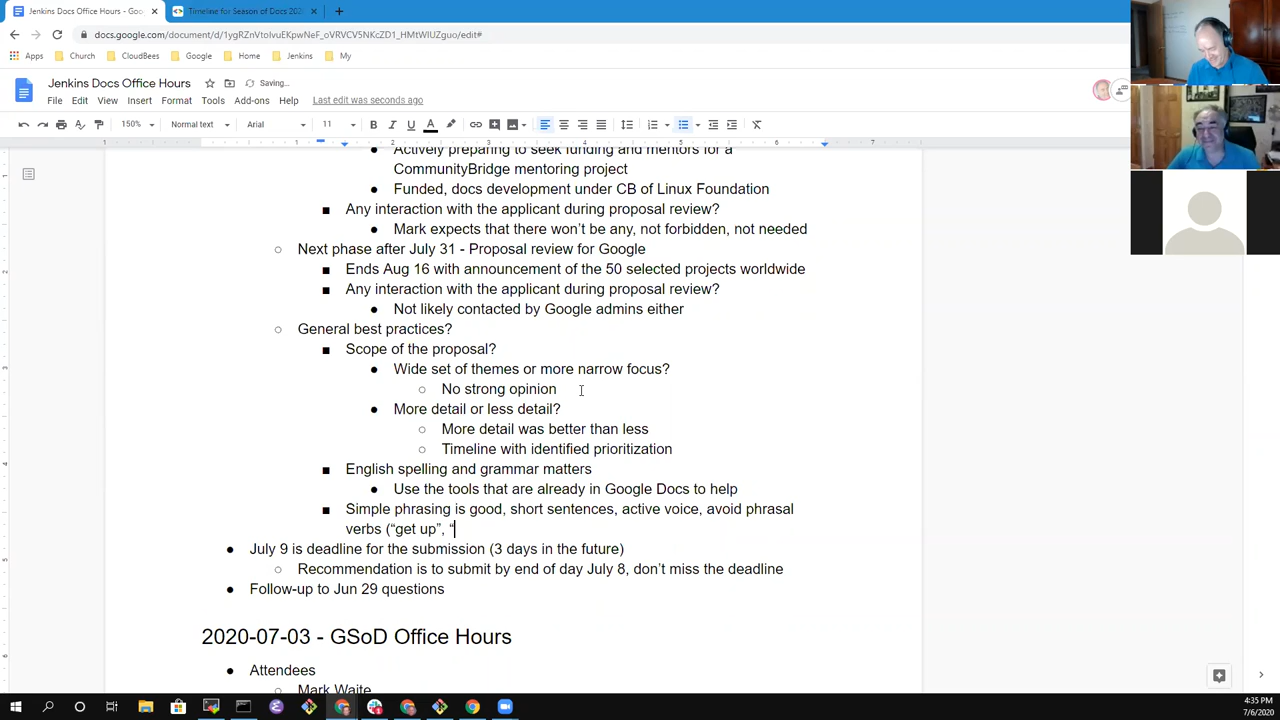 Jenkins Docs Office Hours - Goo
Timeline for Season of Docs 202
docs.google.com/document/d/1ygRZnVtoIvuEKpwNeF_oVRVCV5NKcZD1_HMtWIUZguo/edit#
Apps Church CloudBees Google Home Jenkins My
Jenkins Docs Office Hours Saving...
File Edit View Insert Format Tools Add-ons Help Last edit was seconds ago
150% Normal text Arial 11
1 1 2 3 4 5 6 7
Actively preparing to seek funding and mentors for a
CommunityBridge mentoring project
Funded, docs development under CB of Linux Foundation
Any interaction with the applicant during proposal review?
Mark expects that there won’t be any, not forbidden, not needed
Next phase after July 31 - Proposal review for Google
Ends Aug 16 with announcement of the 50 selected projects worldwide
Any interaction with the applicant during proposal review?
Not likely contacted by Google admins either
General best practices?
Scope of the proposal?
Wide set of themes or more narrow focus?
No strong opinion
More detail or less detail?
More detail was better than less
Timeline with identified prioritization
English spelling and grammar matters
Use the tools that are already in Google Docs to help
Simple phrasing is good, short sentences, active voice, avoid phrasal
verbs (“get up”, “
July 9 is deadline for the submission (3 days in the future)
Recommendation is to submit by end of day July 8, don’t miss the deadline
Follow-up to Jun 29 questions
2020-07-03 - GSoD Office Hours
Attendees
Mark Waite
4:35 PM
7/6/2020